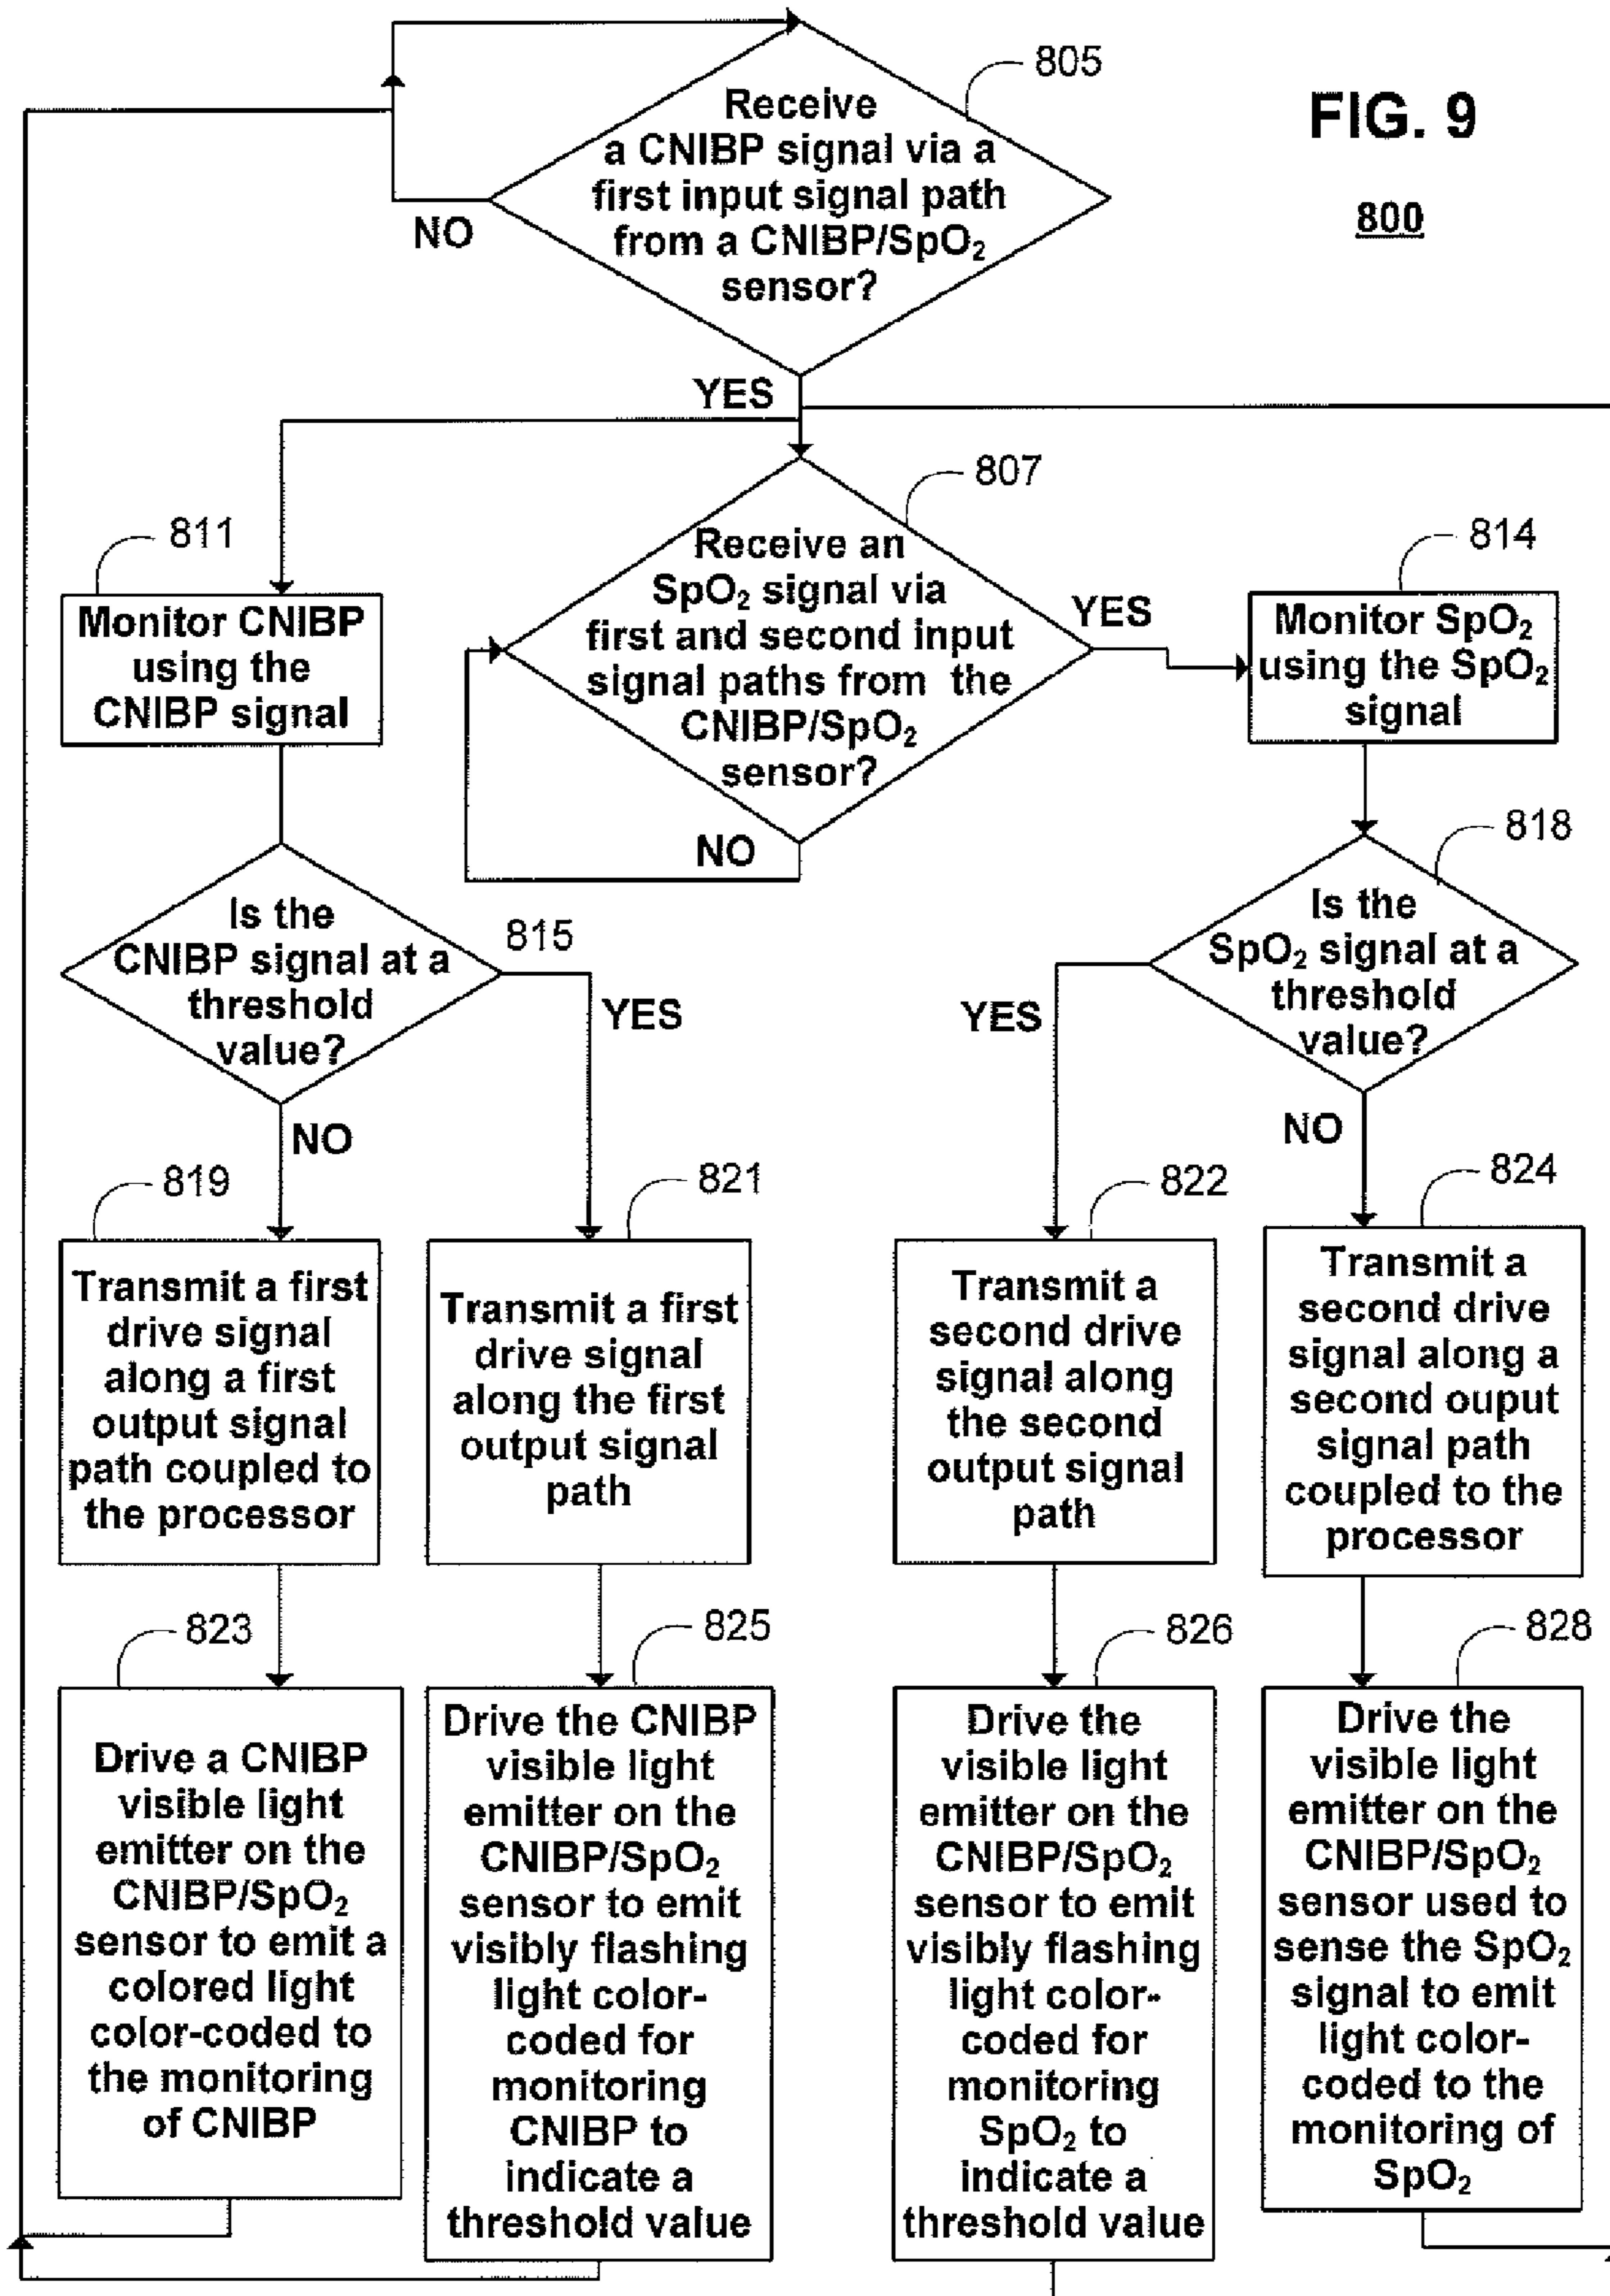 805
FIG. 9
800
Receive
a CNIBP signal via a
first input signal path
from a CNIBP/SpO₂
sensor?
NO
YES
807
811
814
Receive an
SpO₂ signal via
first and second input
signal paths from the
CNIBP/SpO₂
sensor?
YES
NO
Monitor CNIBP
using the
CNIBP signal
Monitor SpO₂
using the SpO₂
signal
815
818
Is the
CNIBP signal at a
threshold
value?
YES
NO
Is the
SpO₂ signal at a
threshold
value?
YES
NO
819
821
822
824
Transmit a first
drive signal
along a first
output signal
path coupled to
the processor
Transmit a first
drive signal
along the first
output signal
path
Transmit a
second drive
signal along
the second
output signal
path
Transmit a
second drive
signal along a
second ouput
signal path
coupled to the
processor
823
825
826
828
Drive a CNIBP
visible light
emitter on the
CNIBP/SpO₂
sensor to emit a
colored light
color-coded to
the monitoring
of CNIBP
Drive the CNIBP
visible light
emitter on the
CNIBP/SpO₂
sensor to emit
visibly flashing
light color-
coded for
monitoring
CNIBP to
indicate a
threshold value
Drive the
visible light
emitter on the
CNIBP/SpO₂
sensor to emit
visibly flashing
light color-
coded for
monitoring
SpO₂ to
indicate a
threshold value
Drive the
visible light
emitter on the
CNIBP/SpO₂
sensor used to
sense the SpO₂
signal to emit
light color-
coded to the
monitoring of
SpO₂